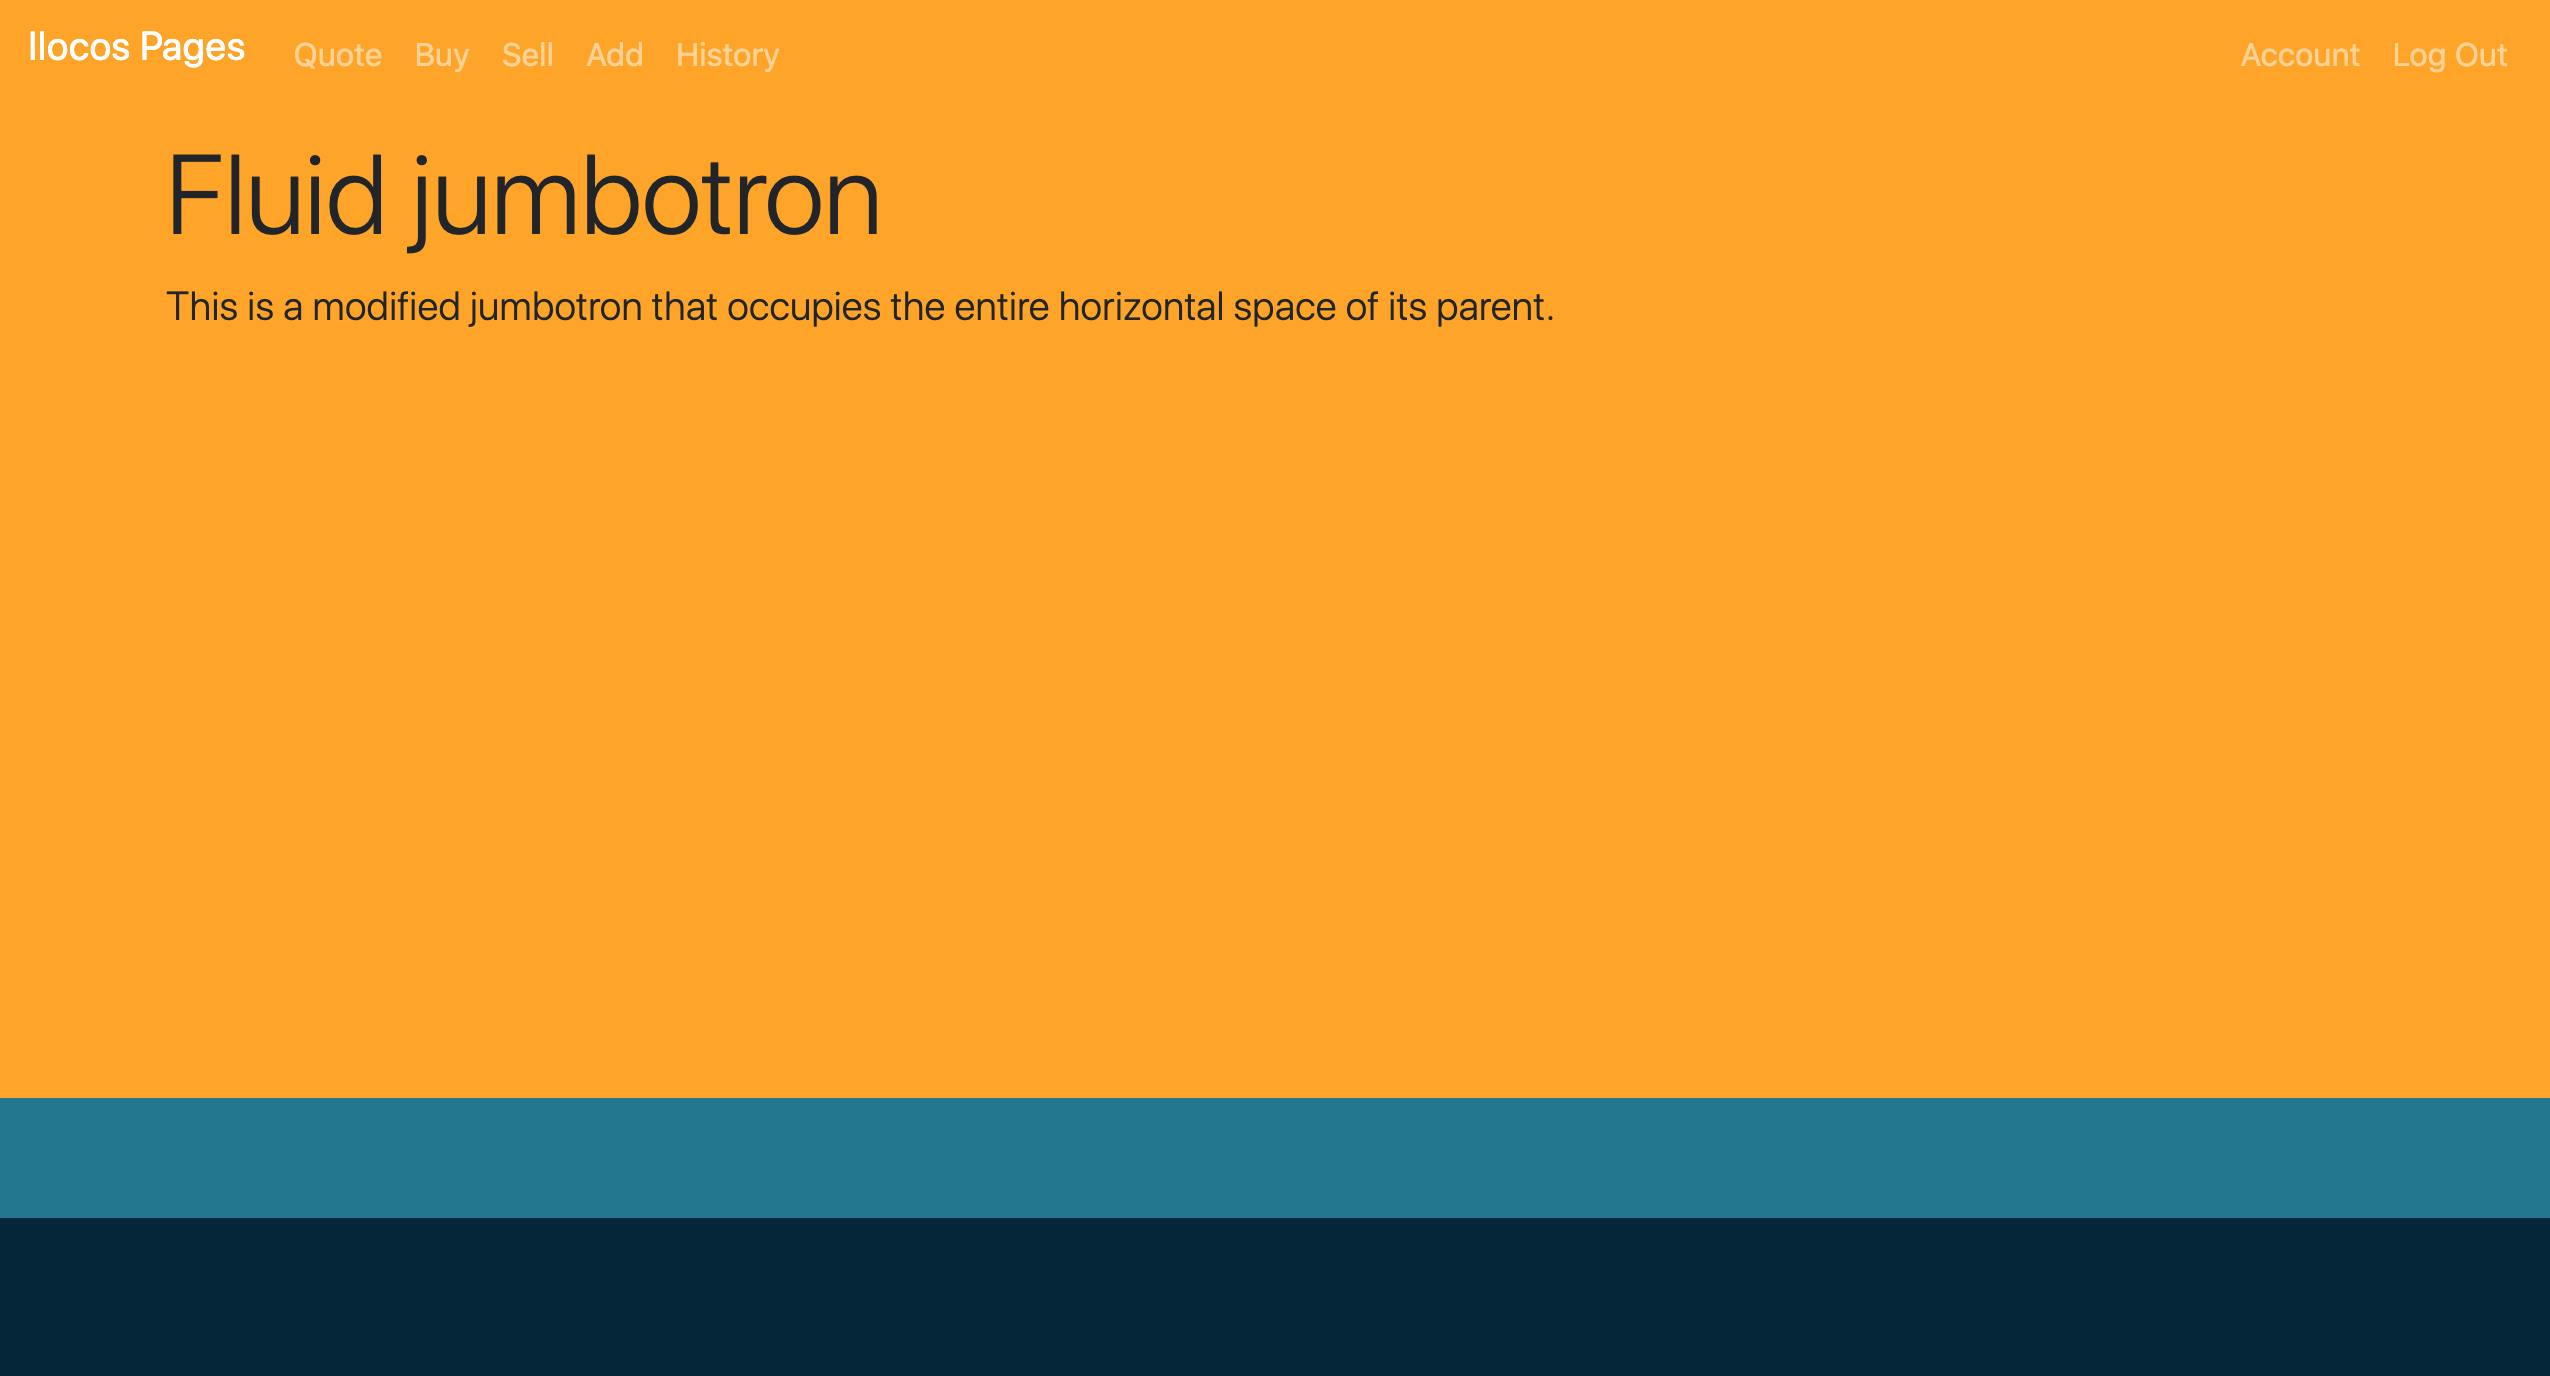 Ilocos Pages Quote Buy Sell Add History Account Log Out
Fluid jumbotron
This is a modified jumbotron that occupies the entire horizontal space of its parent.